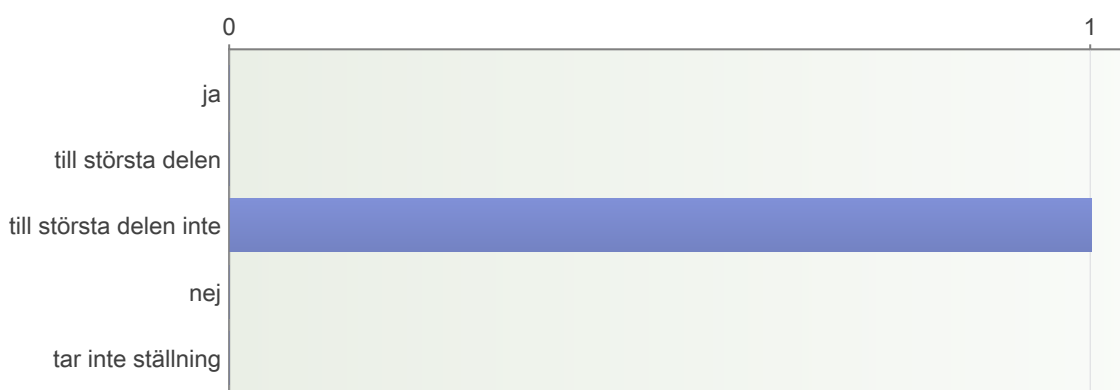 0 1
ja
till största delen
till största delen inte
nej
tar inte ställning